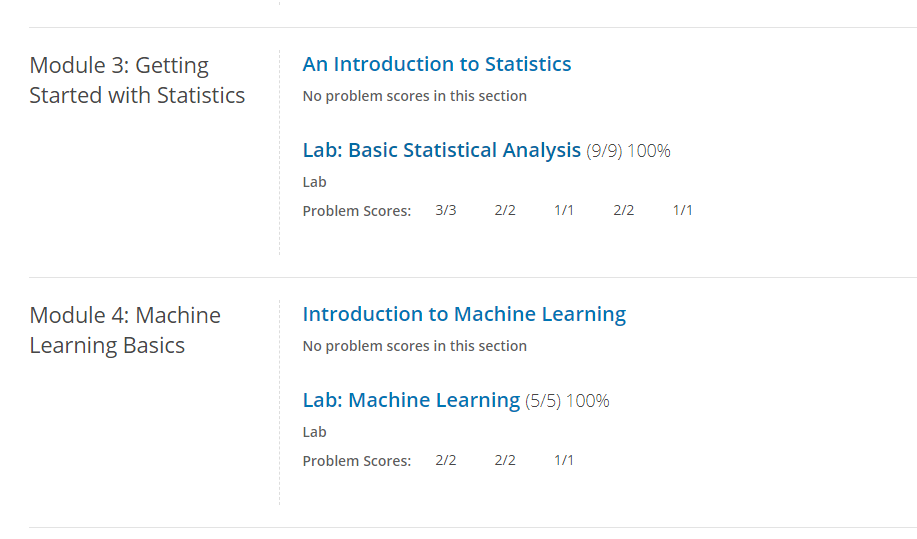 Module 3: Getting
Started with Statistics
An Introduction to Statistics
No problem scores in this section
Lab: Basic Statistical Analysis (9/9) 100%
Lab
Problem Scores: 3/3 2/2 1/1 2/2 1/1
Module 4: Machine
Learning Basics
Introduction to Machine Learning
No problem scores in this section
Lab: Machine Learning (5/5) 100%
Lab
Problem Scores: 2/2 2/2 1/1